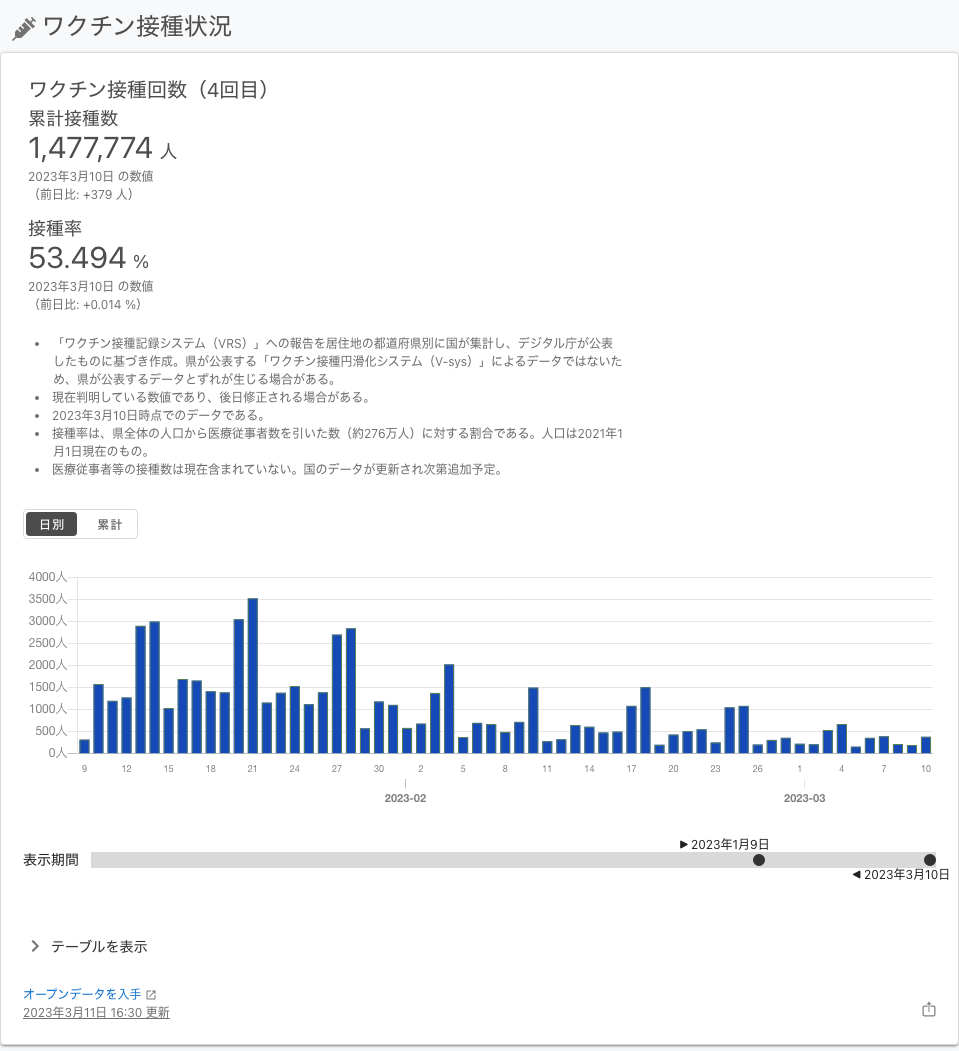 ワクチン接種状況
ワクチン接種回数（4回目）
累計接種数
1,477,774 人
2023年3月10日 の数値
（前日比: +379 人）
接種率
53.494 %
2023年3月10日 の数値
（前日比: +0.014 %）
• 「ワクチン接種記録システム（VRS）」への報告を居住地の都道府県別に国が集計し、デジタル庁が公表
したものに基づき作成。県が公表する「ワクチン接種円滑化システム（V-sys）」によるデータではないた
め、県が公表するデータとずれが生じる場合がある。
• 現在判明している数値であり、後日修正される場合がある。
• 2023年3月10日時点でのデータである。
• 接種率は、県全体の人口から医療従事者数を引いた数（約276万人）に対する割合である。人口は2021年1
月1日現在のもの。
• 医療従事者等の接種数は現在含まれていない。国のデータが更新され次第追加予定。
日別 累計
4000人
3500人
3000人
2500人
2000人
1500人
1000人
500人
0人
9 12 15 18 21 24 27 30 2 5 8 11 14 17 20 23 26 1 4 7 10
2023-02 2023-03
▶ 2023年1月9日
表示期間
◀ 2023年3月10日
テーブルを表示
オープンデータを入手
2023年3月11日 16:30 更新